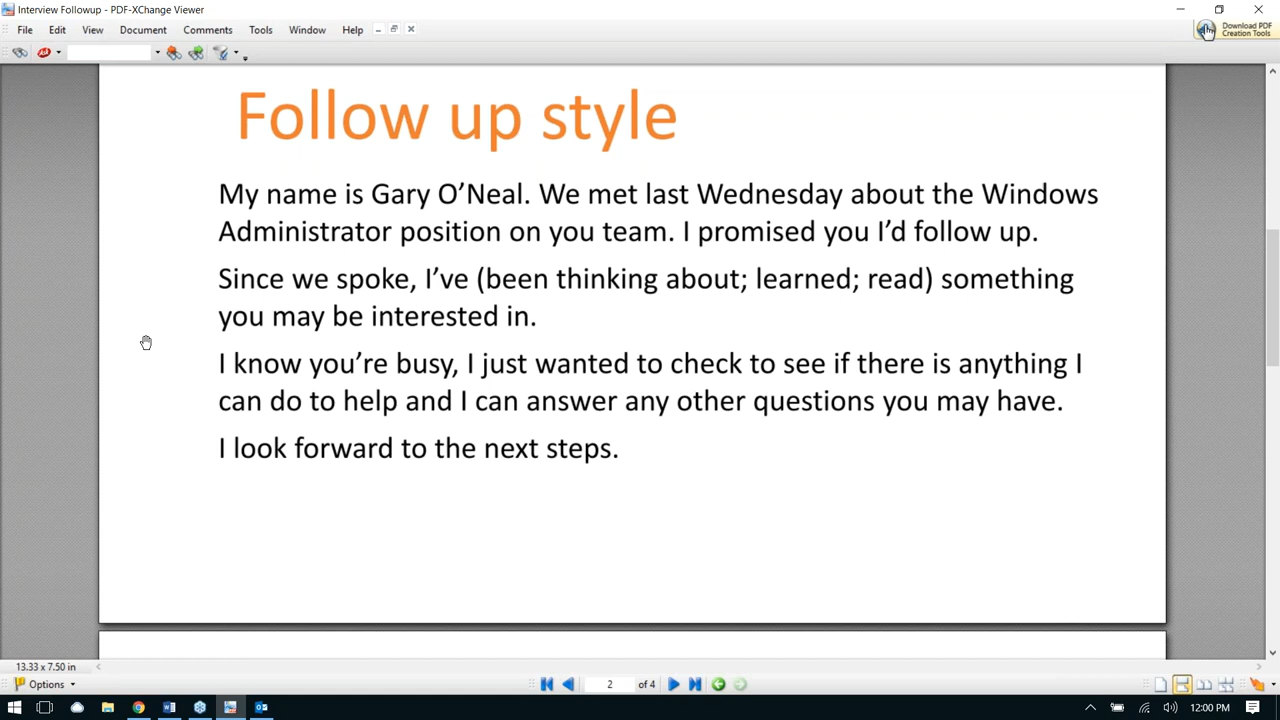 Interview Followup - PDF-XChange Viewer
File Edit View Document Comments Tools Window Help
Download PDF
Creation Tools
Follow up style
My name is Gary O’Neal. We met last Wednesday about the Windows
Administrator position on you team. I promised you I’d follow up.
Since we spoke, I’ve (been thinking about; learned; read) something
you may be interested in.
I know you’re busy, I just wanted to check to see if there is anything I
can do to help and I can answer any other questions you may have.
I look forward to the next steps.
13.33 x 7.50 in
Options 2 of 4
12:00 PM